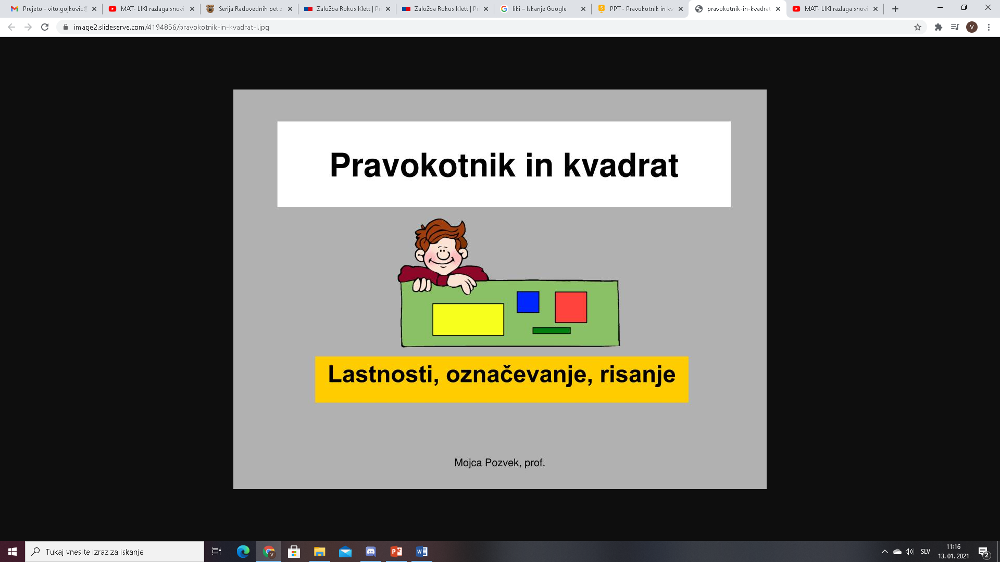 Prejeto - vito.gojkovic@
MAT- LIKI razlaga snovi
Serija Radovednih pet z
Založba Rokus Klett | Pr
Založba Rokus Klett | Pr
liki – Iskanje Google
PPT - Pravokotnik in kv
pravokotnik-in-kvadrat
MAT- LIKI razlaga snovi
image2.slideserve.com/4194856/pravokotnik-in-kvadrat-l.jpg
V
Pravokotnik in kvadrat
Lastnosti, označevanje, risanje
Mojca Pozvek, prof.
Tukaj vnesite izraz za iskanje
SLV
11:16
13. 01. 2021
2